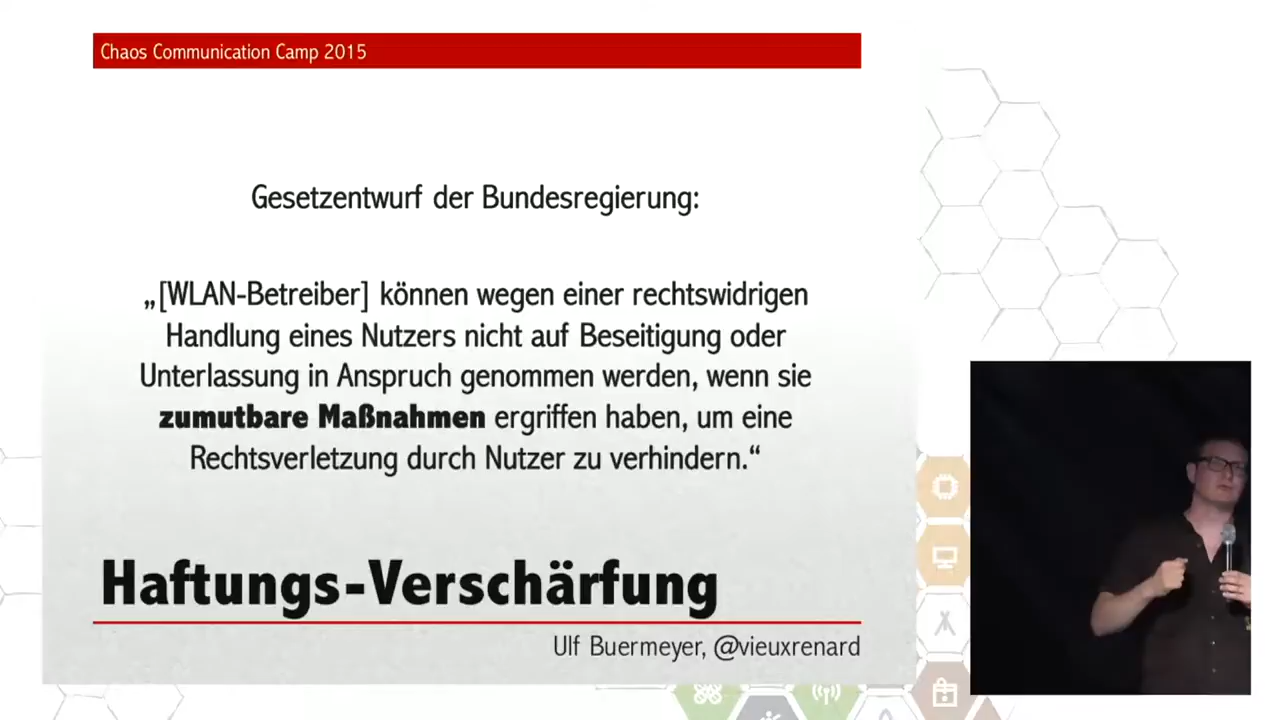 Chaos Communication Camp 2015
Gesetzentwurf der Bundesregierung:
„[WLAN-Betreiber] können wegen einer rechtswidrigen
Handlung eines Nutzers nicht auf Beseitigung oder
Unterlassung in Anspruch genommen werden, wenn sie
zumutbare Maßnahmen ergriffen haben, um eine
Rechtsverletzung durch Nutzer zu verhindern.“
Haftungs-Verschärfung
Ulf Buermeyer, @vieuxrenard